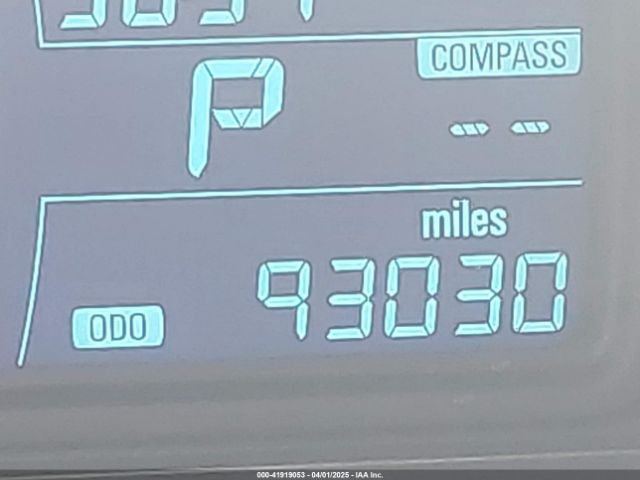 COMPASS
P
-- --
miles
ODO 93030
000-41919053 - 04/01/2025 - IAA Inc.